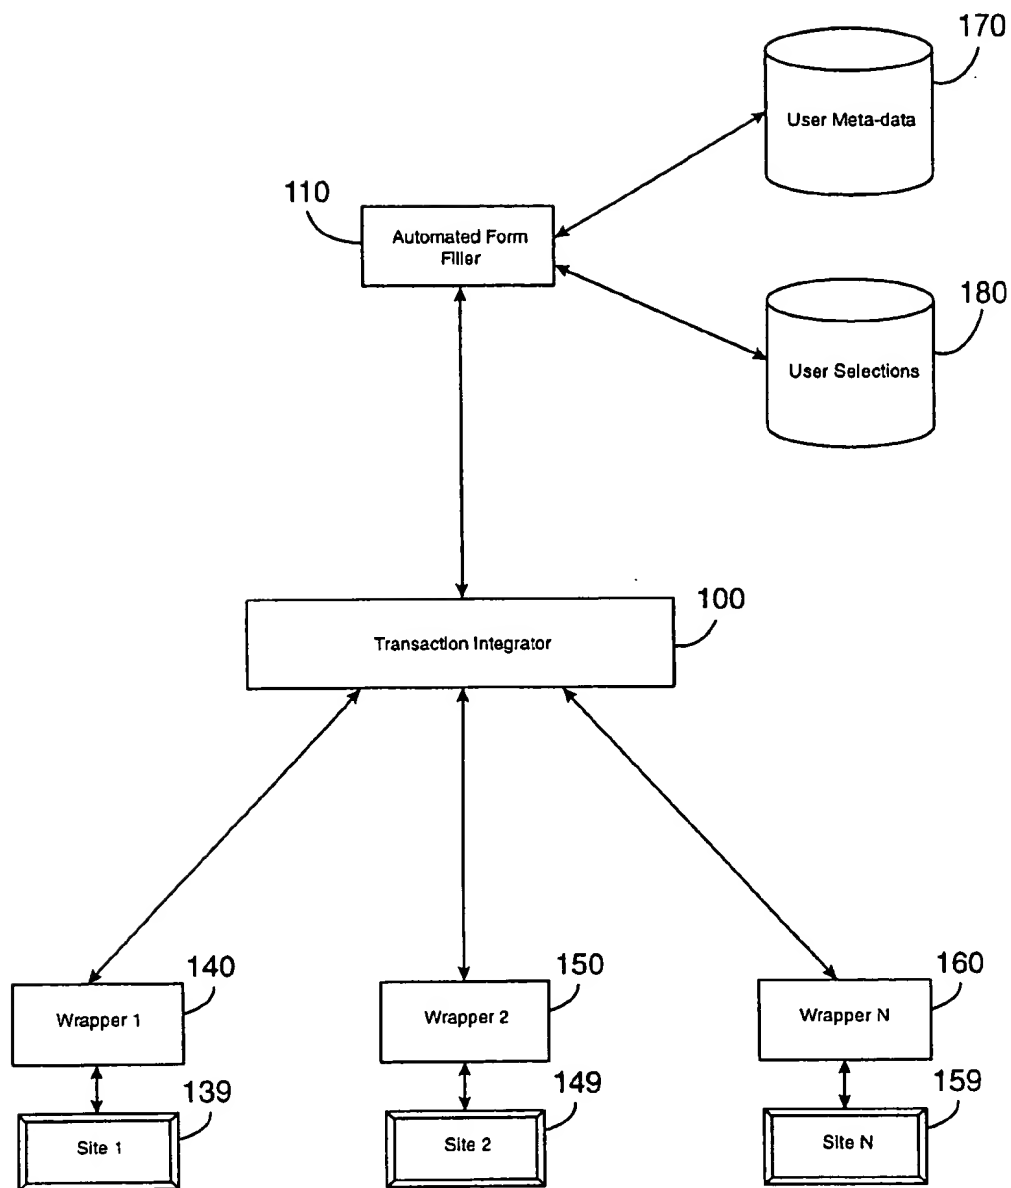 170
User Meta-data
110
Automated Form
Filler
180
User Selections
100
Transaction Integrator
140
Wrapper 1
150
Wrapper 2
160
Wrapper N
139
Site 1
149
Site 2
159
Site N